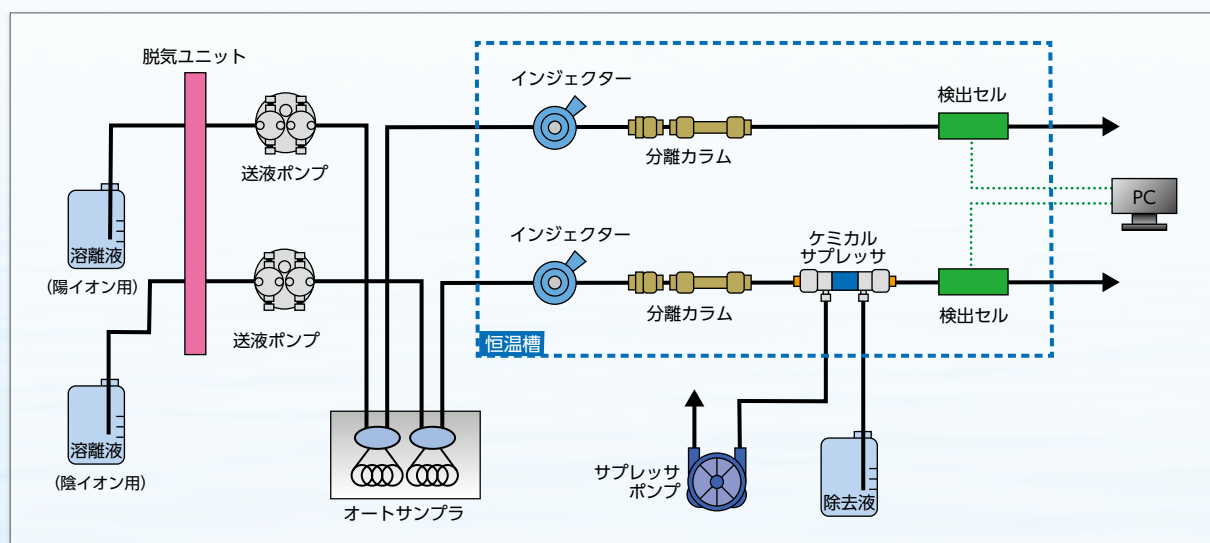 脱気ユニット
送液ポンプ
溶離液
(陽イオン用)
送液ポンプ
溶離液
(陰イオン用)
オートサンプラ
インジェクター
分離カラム
検出セル
PC
インジェクター
分離カラム
ケミカル
サプレッサ
検出セル
恒温槽
サプレッサ
ポンプ
除去液